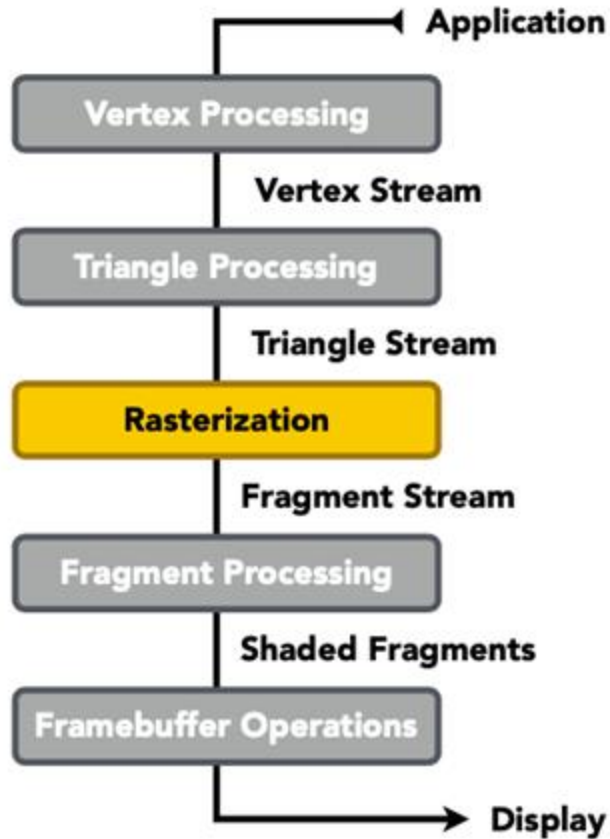 Application
Vertex Processing
Vertex Stream
Triangle Processing
Triangle Stream
Rasterization
Fragment Stream
Fragment Processing
Shaded Fragments
Framebuffer Operations
Display